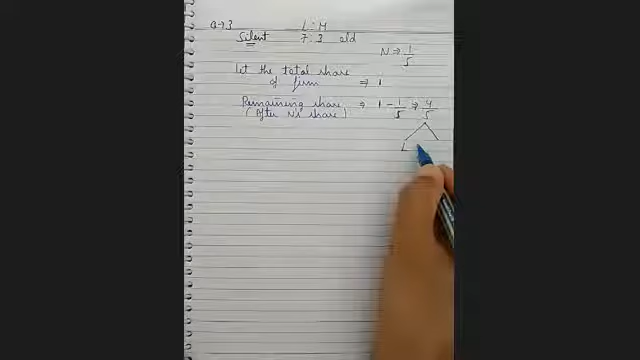 Q→3 L : M
Silent 7 : 3 old
N ⇒ 1/5
Let the total share
of firm ⇒ 1
Remaining share ⇒ 1 - 1/5 ⇒ 4/5
(After N's share)
L